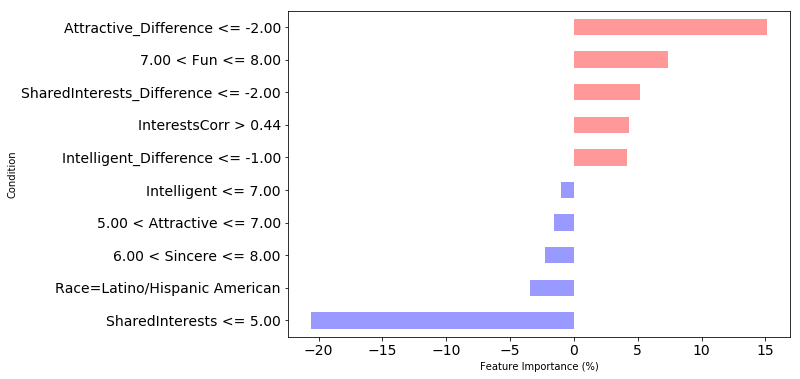 Attractive_Difference <= -2.00
7.00 < Fun <= 8.00
SharedInterests_Difference <= -2.00
InterestsCorr > 0.44
Intelligent_Difference <= -1.00
Intelligent <= 7.00
5.00 < Attractive <= 7.00
6.00 < Sincere <= 8.00
Race=Latino/Hispanic American
SharedInterests <= 5.00
Condition
−20 −15 −10 −5 0 5 10 15
Feature Importance (%)